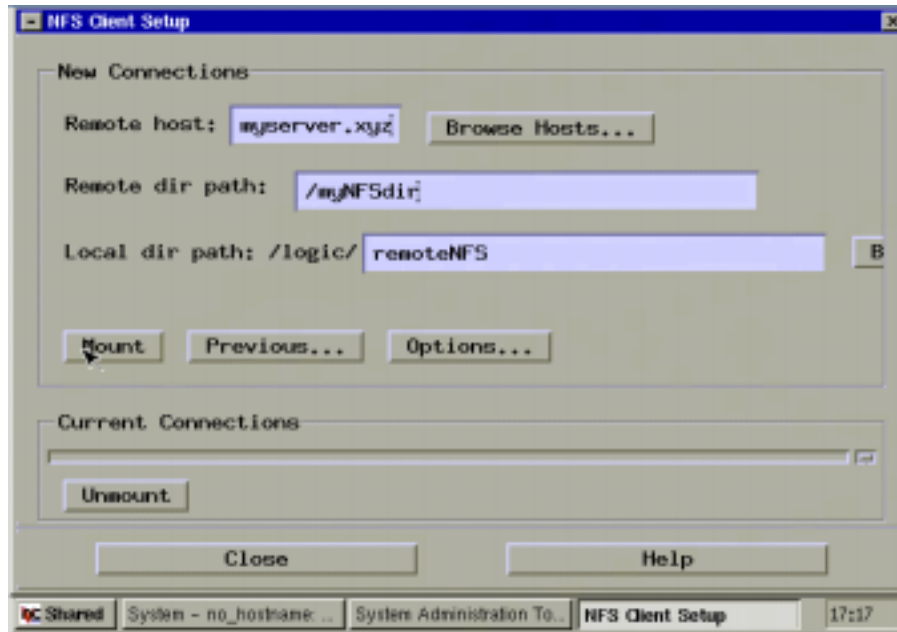 NFS Client Setup
New Connections
Remote host: myserver.xyz Browse Hosts...
Remote dir path: /myNFSdir
Local dir path: /logic/ remoteNFS B
Mount Previous... Options...
Current Connections
Unmount
Close Help
Shared System - no_hostname: ... System Administration To... NFS Client Setup 17:17